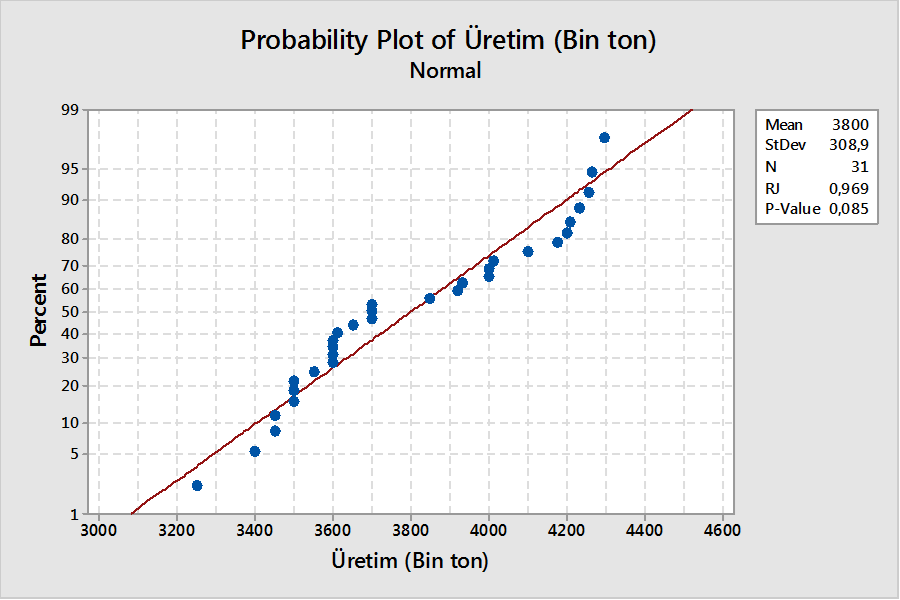 Probability Plot of Üretim (Bin ton)
Normal
99
95
90
80
70
60
50
40
30
20
10
5
1
Percent
3000 3200 3400 3600 3800 4000 4200 4400 4600
Üretim (Bin ton)
Mean 3800
StDev 308,9
N 31
RJ 0,969
P-Value 0,085